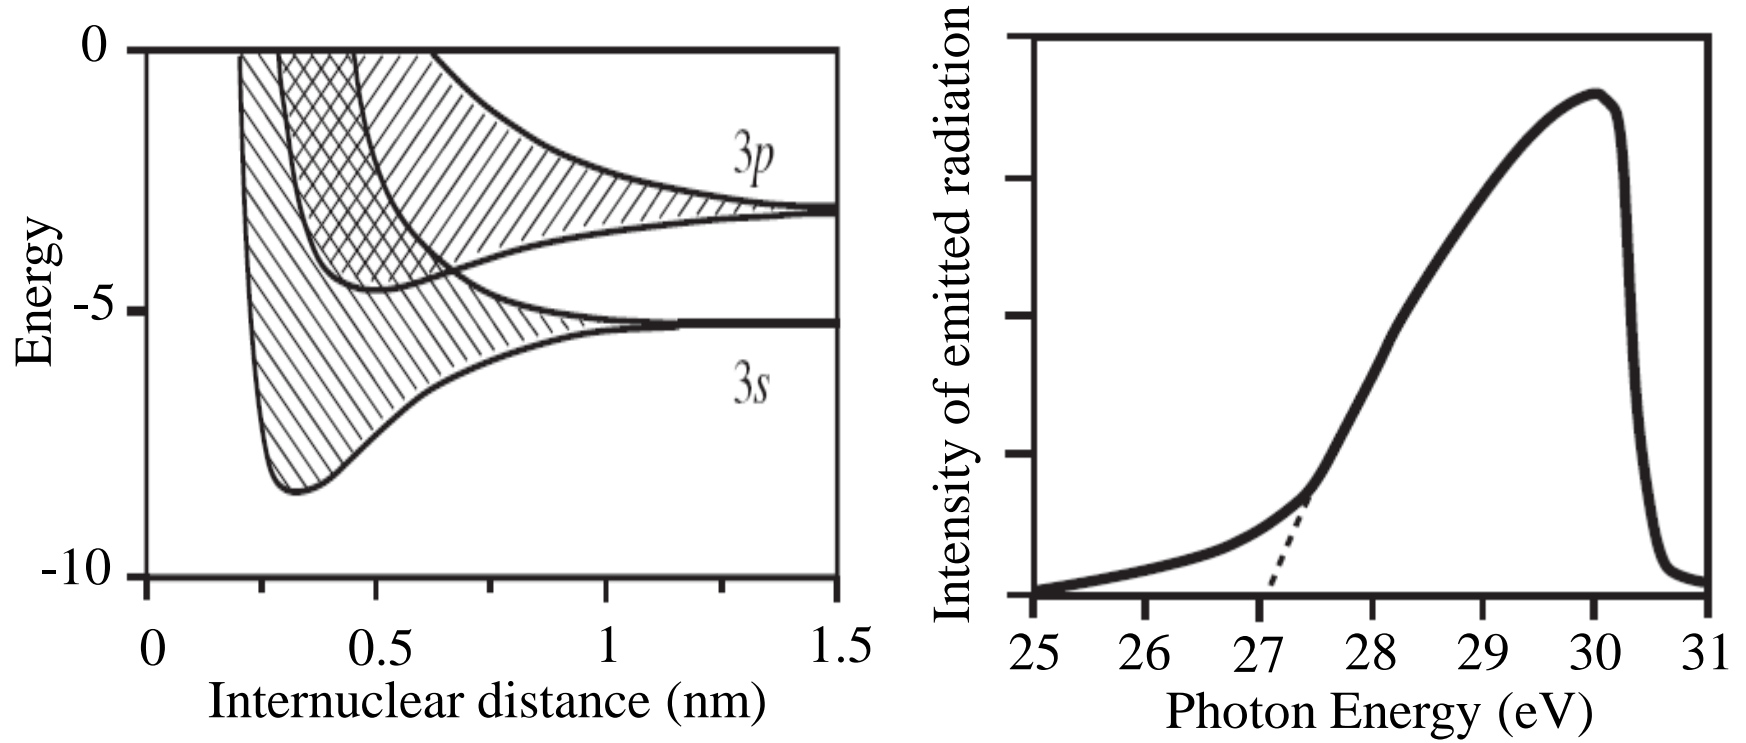 Energy
0
-5
-10
3p
3s
0 0.5 1 1.5
Internuclear distance (nm)
Intensity of emitted radiation
25 26 27 28 29 30 31
Photon Energy (eV)